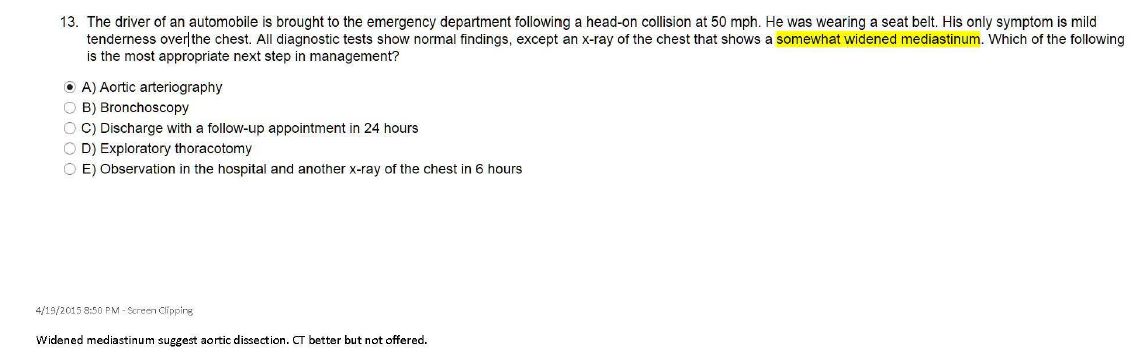 13. The driver of an automobile is brought to the emergency department following a head-on collision at 50 mph. He was wearing a seat belt. His only symptom is mild
tenderness over the chest. All diagnostic tests show normal findings, except an x-ray of the chest that shows a somewhat widened mediastinum. Which of the following
is the most appropriate next step in management?
A) Aortic arteriography
B) Bronchoscopy
C) Discharge with a follow-up appointment in 24 hours
D) Exploratory thoracotomy
E) Observation in the hospital and another x-ray of the chest in 6 hours
4/19/2015 8:50 PM - Screen Clipping
Widened mediastinum suggest aortic dissection. CT better but not offered.